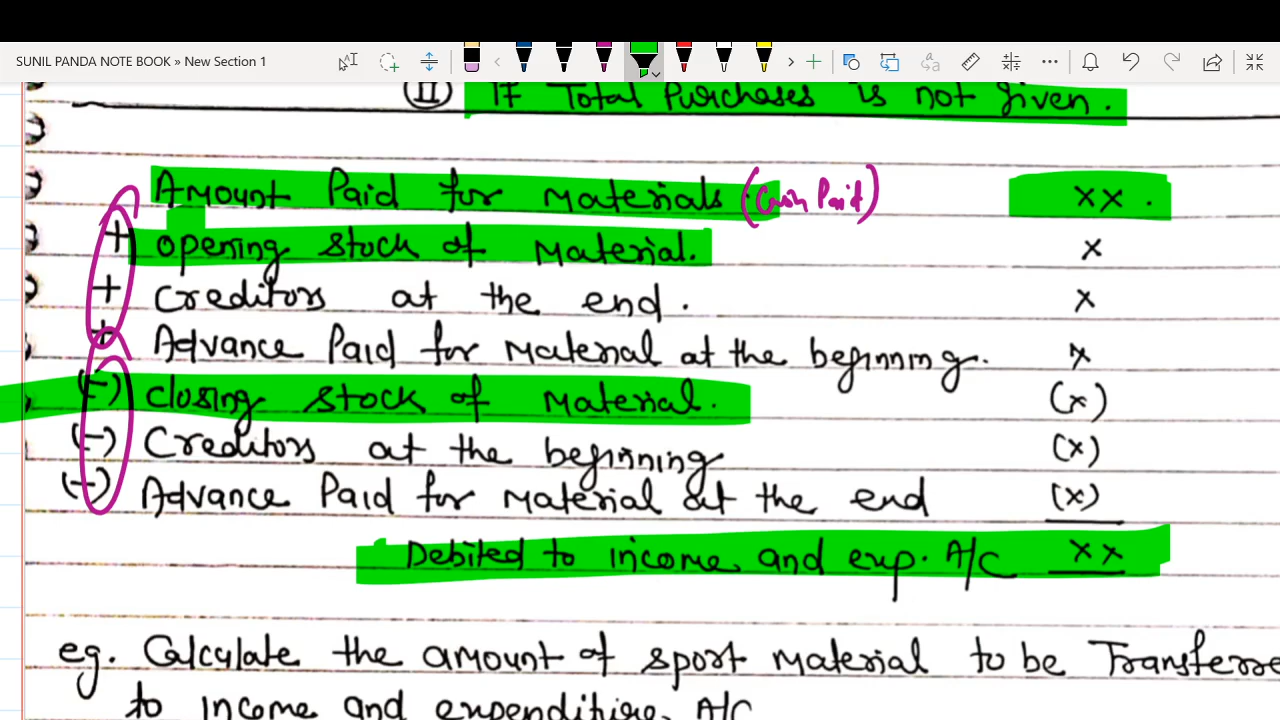 SUNIL PANDA NOTE BOOK » New Section 1
II If Total Purchases is not given.
Amount Paid for Materials (Cash Paid) xx.
+ opening stock of Material. x
+ Creditors at the end. x
+ Advance Paid for Material at the beginning. x
(-) closing stock of Material. (x)
(-) Creditors at the beginning (x)
(-) Advance Paid for Material at the end (x)
Debited to income and exp. A/C xx
eg. Calculate the amount of sport material to be Transferre
to income and expenditure A/C